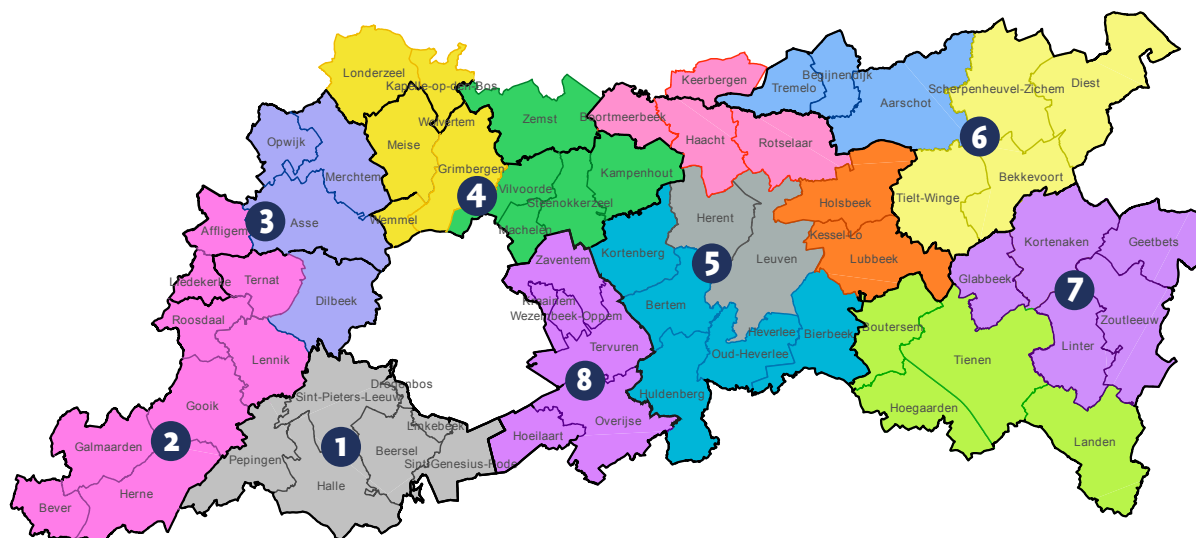 Londerzeel
Kapelle-op-den-Bos
Wolvertem
Meise
Grimbergen
Wemmel
4
Opwijk
Merchtem
3
Asse
Affligem
Liedekerke
Ternat
Dilbeek
Roosdaal
Lennik
Gooik
Galmaarden
2
Herne
Bever
Drogenbos
Sint-Pieters-Leeuw
Linkebeek
Pepingen
1
Beersel
Sint-Genesius-Rode
Halle
Zemst
Kampenhout
Vilvoorde
Steenokkerzeel
Machelen
Zaventem
Kraainem
Wezembeek-Oppem
Tervuren
8
Hoeilaart
Overijse
Keerbergen
Boortmeerbeek
Haacht
Rotselaar
Begijnendijk
Tremelo
Aarschot
Scherpenheuvel-Zichem
Diest
6
Bekkevoort
Tielt-Winge
Holsbeek
Kessel-Lo
Lubbeek
Herent
5
Leuven
Kortenberg
Bertem
Heverlee
Oud-Heverlee
Bierbeek
Huldenberg
Kortenaken
Geetbets
Glabbeek
7
Zoutleeuw
Linter
Boutersem
Tienen
Hoegaarden
Landen